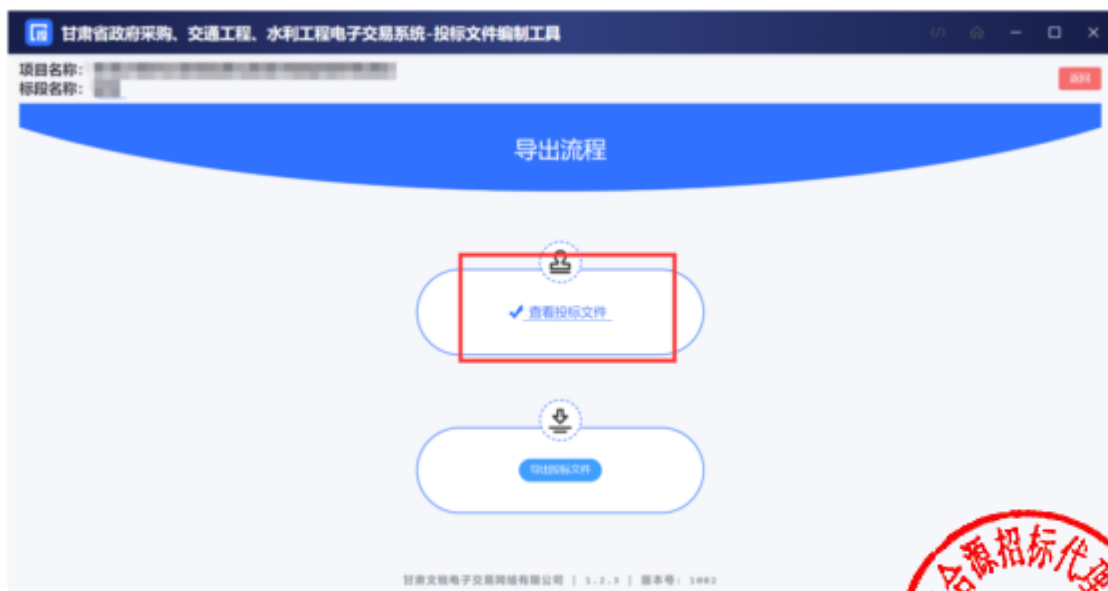 甘肃省政府采购、交通工程、水利工程电子交易系统-投标文件编制工具
项目名称：
标段名称：
返回
导出流程
查看投标文件
导出投标文件
甘肃文锐电子交易网络有限公司 | 1.2.3 | 版本号: 1002
合源招标代理